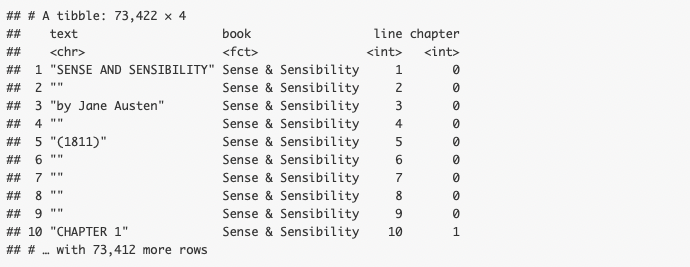 ## # A tibble: 73,422 × 4
##    text                    book                 line chapter
##    <chr>                   <fct>               <int>   <int>
##  1 "SENSE AND SENSIBILITY" Sense & Sensibility     1       0
##  2 ""                      Sense & Sensibility     2       0
##  3 "by Jane Austen"        Sense & Sensibility     3       0
##  4 ""                      Sense & Sensibility     4       0
##  5 "(1811)"                Sense & Sensibility     5       0
##  6 ""                      Sense & Sensibility     6       0
##  7 ""                      Sense & Sensibility     7       0
##  8 ""                      Sense & Sensibility     8       0
##  9 ""                      Sense & Sensibility     9       0
## 10 "CHAPTER 1"             Sense & Sensibility    10       1
## # … with 73,412 more rows